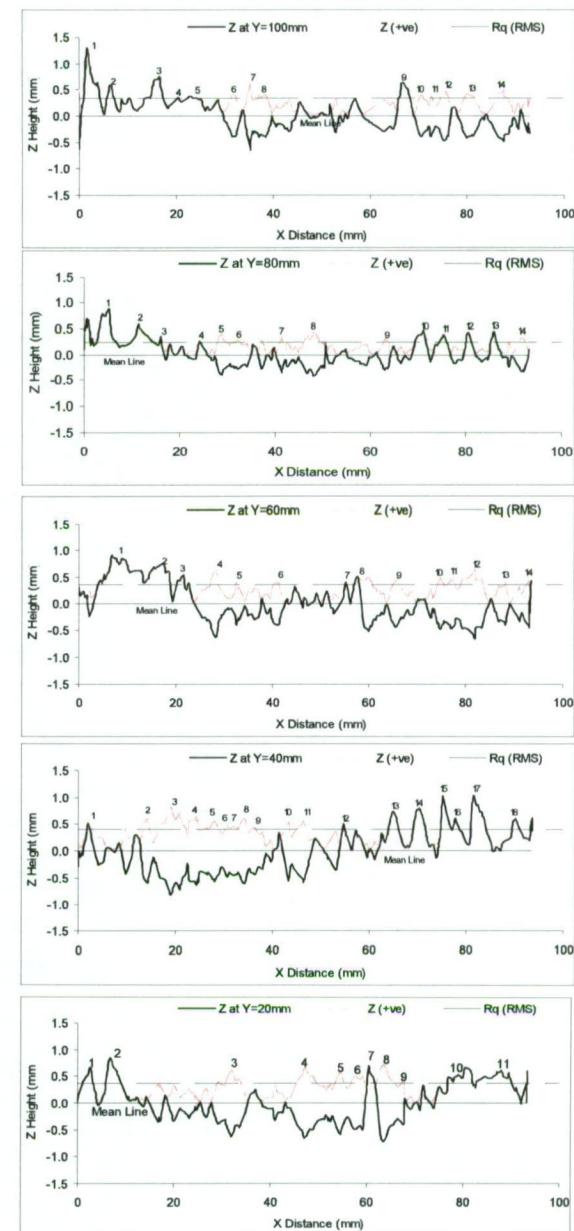 Z at Y=100mm Z (+ve) Rq (RMS)
1.5
1.0
0.5
0.0
-0.5
-1.0
-1.5
Z Height (mm
1 2 3 4 5 6 7 8 9 10 11 12 13 14
Mean Line
0 20 40 60 80 100
X Distance (mm)
Z at Y=80mm Z (+ve) Rq (RMS)
1.5
1.0
0.5
0.0
-0.5
-1.0
-1.5
Z Height (mm)
1 2 3 4 5 6 7 8 9 10 11 12 13 14
Mean Line
0 20 40 60 80 100
X Distance (mm)
Z at Y=60mm Z (+ve) Rq (RMS)
1.5
1.0
0.5
0.0
-0.5
-1.0
-1.5
Z Height (mm)
1 2 3 4 5 6 7 8 9 10 11 12 13 14
Mean Line
0 20 40 60 80 100
X Distance (mm)
Z at Y=40mm Z (+ve) Rq (RMS)
1.5
1.0
0.5
0.0
-0.5
-1.0
-1.5
Z Height (mm)
1 2 3 4 5 6 7 8 9 10 11 12 13 14 15 16 17 18
Mean Line
0 20 40 60 80 100
X Distance (mm)
Z at Y=20mm Z (+ve) Rq (RMS)
1.5
1.0
0.5
0.0
-0.5
-1.0
-1.5
Z Height (mm)
1 2 3 4 5 6 7 8 9 10 11
Mean Line
0 20 40 60 80 100
X Distance (mm)